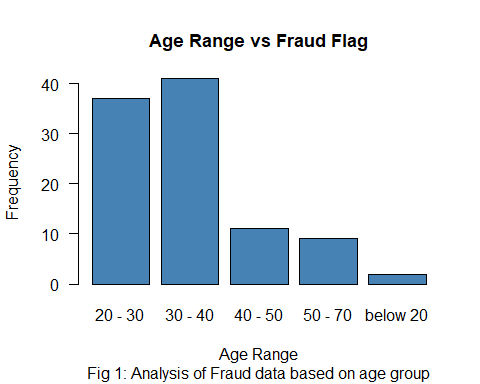 Age Range vs Fraud Flag
40
30
20
10
0
Frequency
20 - 30 30 - 40 40 - 50 50 - 70 below 20
Age Range
Fig 1: Analysis of Fraud data based on age group